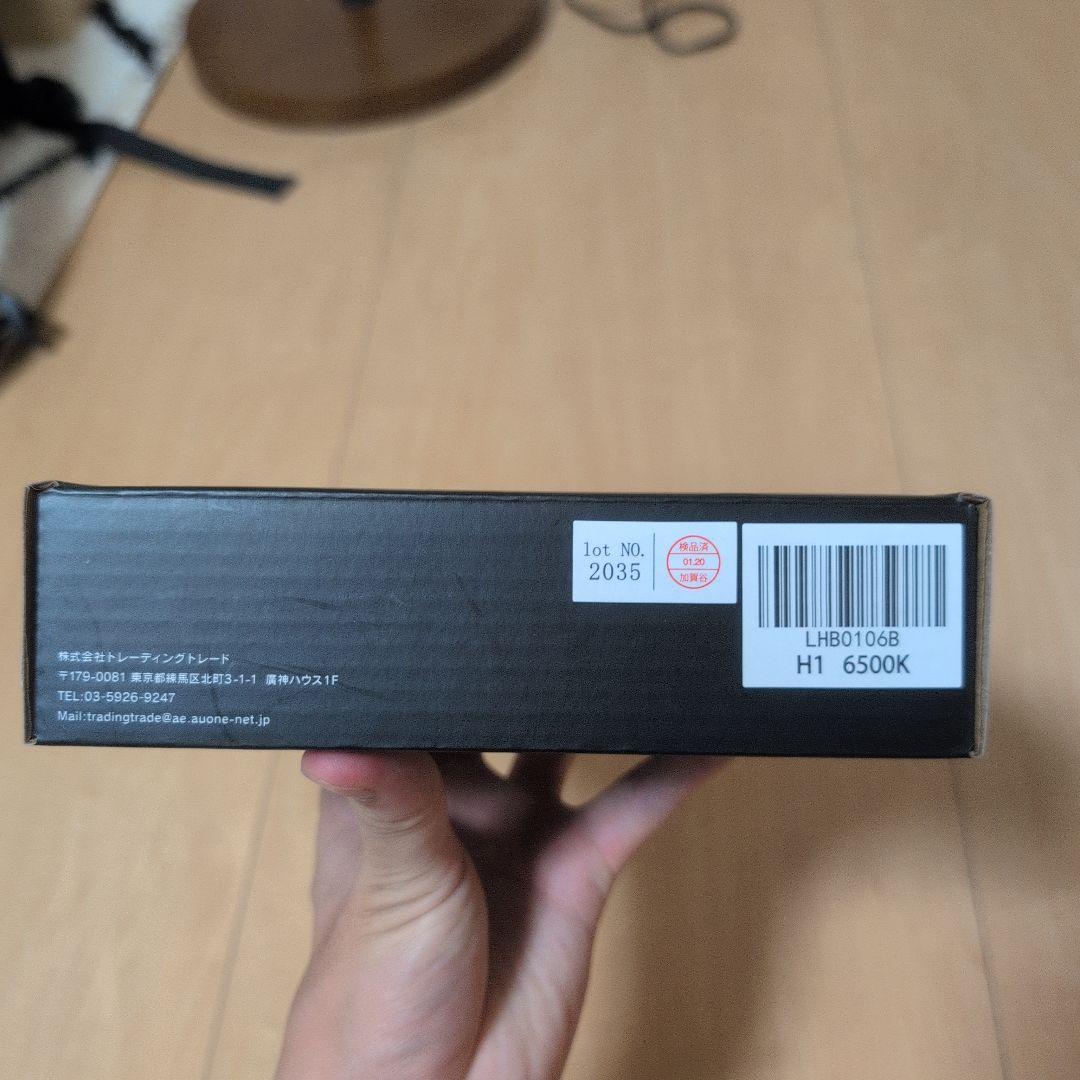 lot NO.
2035
検品済
01.20
加賀谷
LHB0106B
H1 6500K
株式会社トレーディングトレード
〒179-0081 東京都練馬区北町3-1-1 廣神ハウス1F
TEL:03-5926-9247
Mail:tradingtrade@ae.auone-net.jp